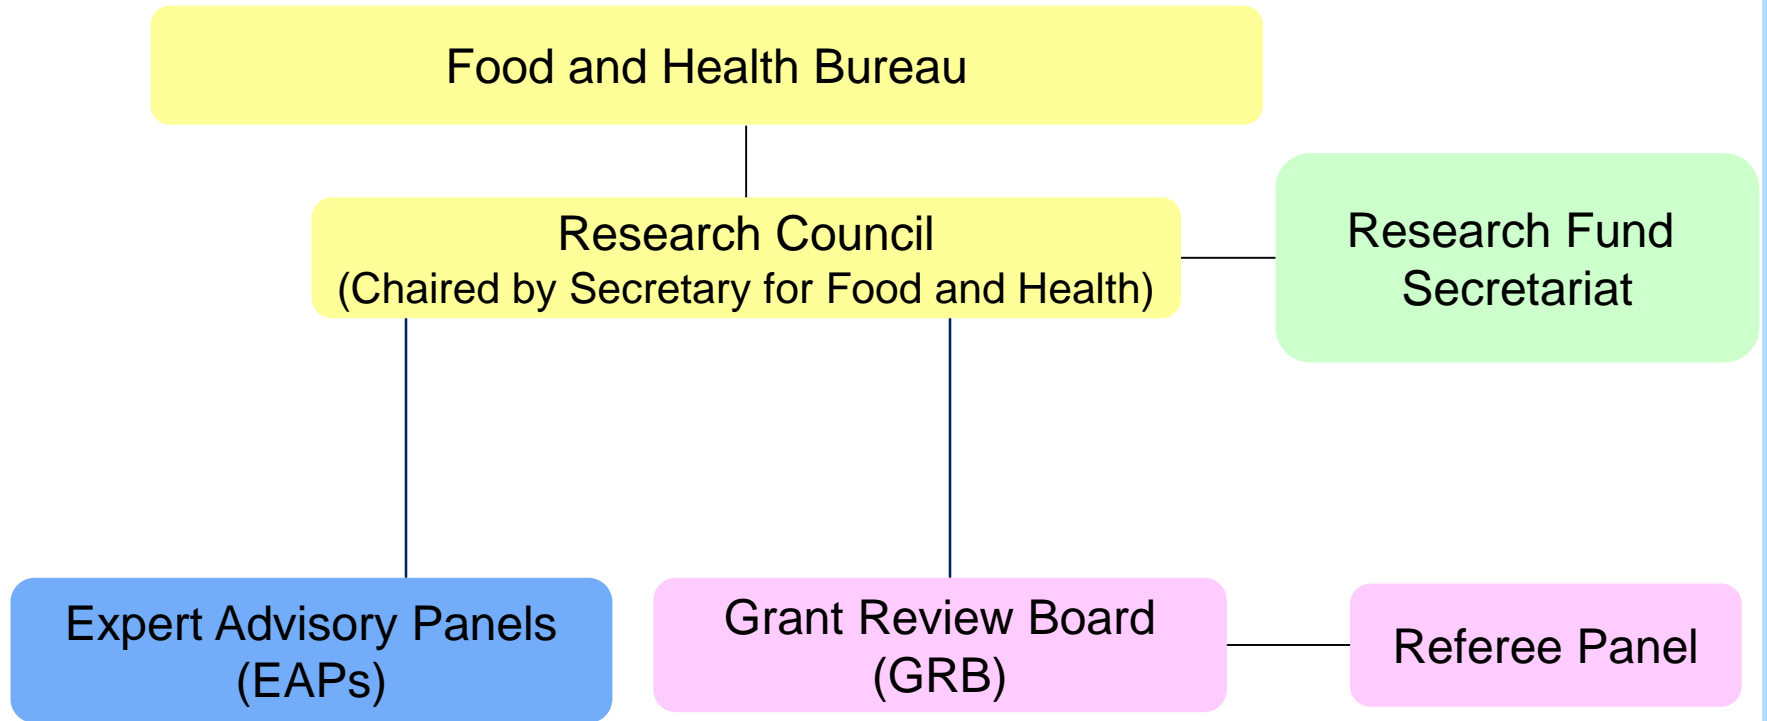 Food and Health Bureau
Research Council
(Chaired by Secretary for Food and Health)
Research Fund
Secretariat
Expert Advisory Panels
(EAPs)
Grant Review Board
(GRB)
Referee Panel